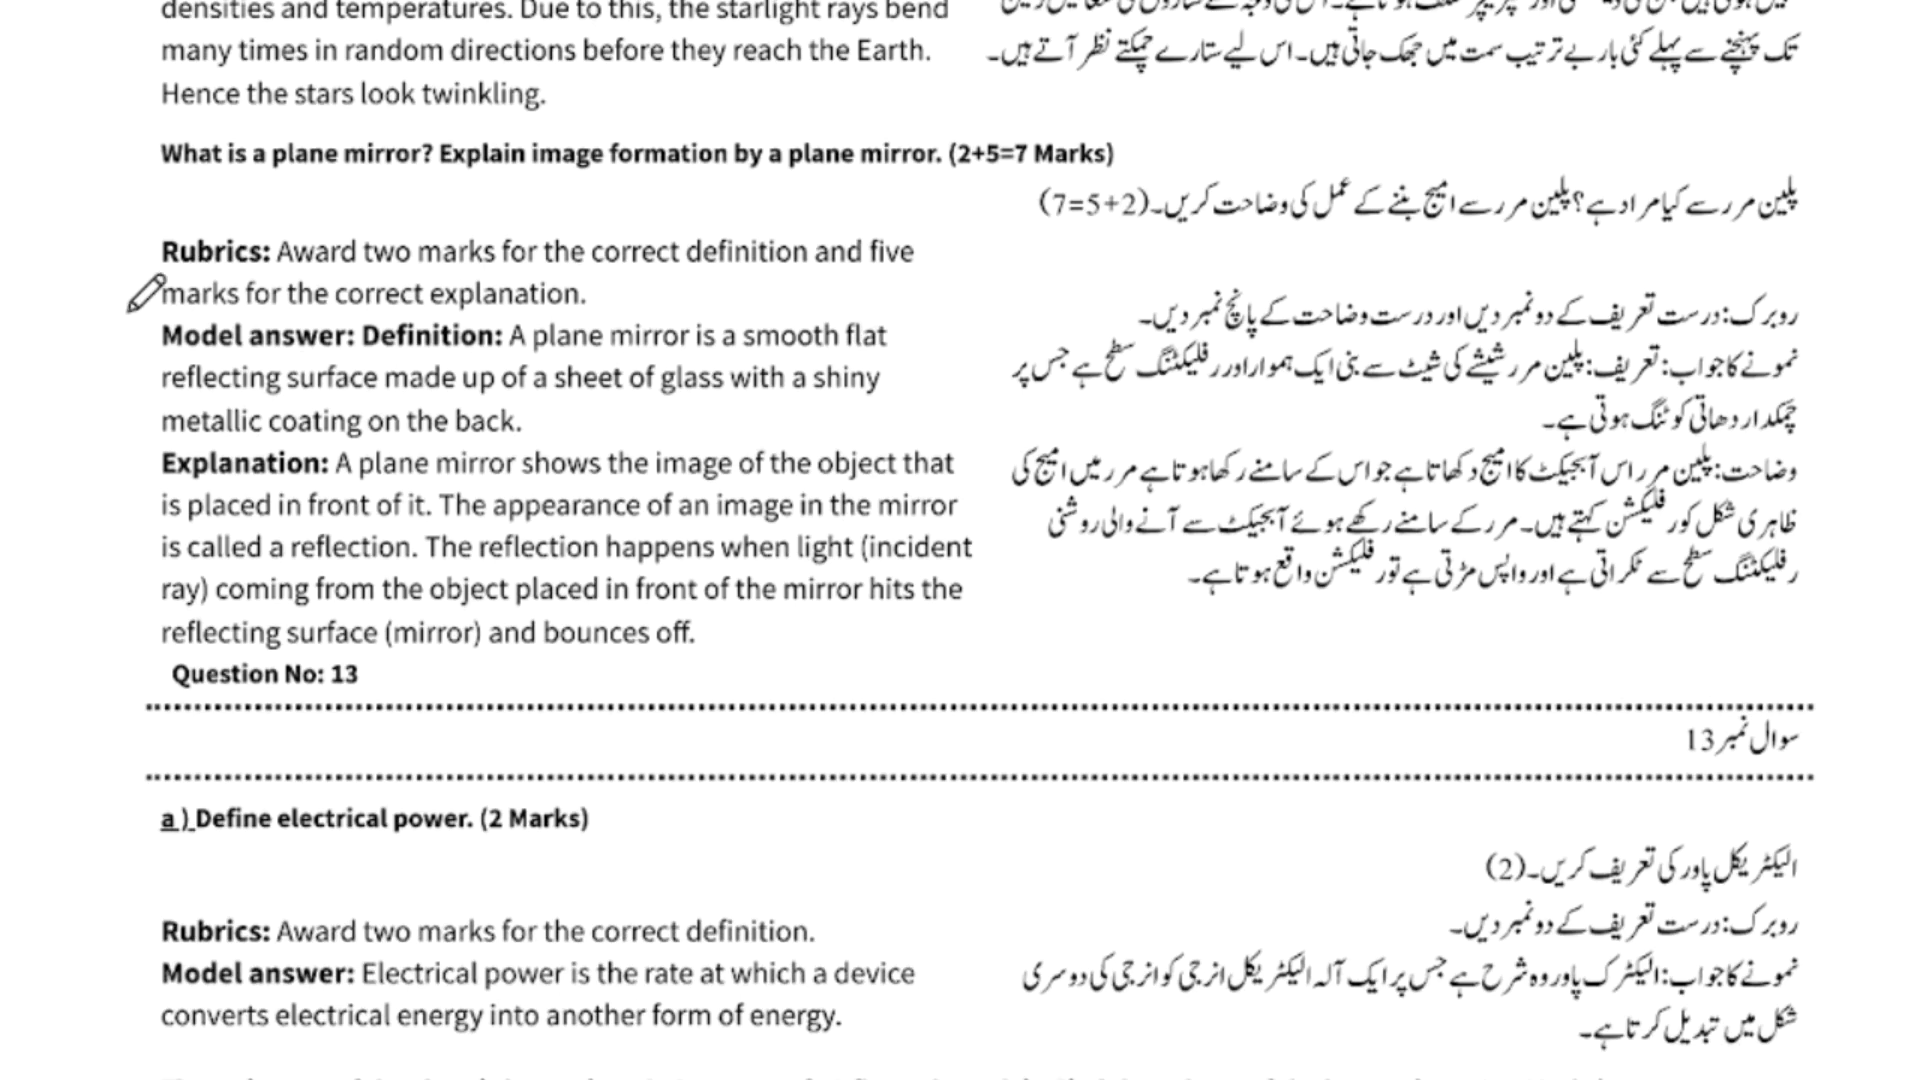 densities and temperatures. Due to this, the starlight rays bend
many times in random directions before they reach the Earth.
Hence the stars look twinkling.
تک پہنچنے سے پہلے کئی بار بے ترتیب سمت میں جھک جاتی ہیں۔ اس لیے ستارے چمکتے نظر آتے ہیں۔
What is a plane mirror? Explain image formation by a plane mirror. (2+5=7 Marks)
پلین مرر سے کیا مراد ہے؟ پلین مرر سے امیج بننے کے عمل کی وضاحت کریں۔ (2+5=7)
Rubrics: Award two marks for the correct definition and five
marks for the correct explanation.
Model answer: Definition: A plane mirror is a smooth flat
reflecting surface made up of a sheet of glass with a shiny
metallic coating on the back.
Explanation: A plane mirror shows the image of the object that
is placed in front of it. The appearance of an image in the mirror
is called a reflection. The reflection happens when light (incident
ray) coming from the object placed in front of the mirror hits the
reflecting surface (mirror) and bounces off.
روبرک: درست تعریف کے دو نمبر دیں اور درست وضاحت کے پانچ نمبر دیں۔
نمونے کا جواب: تعریف: پلین مرر شیشے کی شیٹ سے بنی ایک ہموار اور رفلیکٹنگ سطح ہے جس پر
چمکدار دھاتی کوٹنگ ہوتی ہے۔
وضاحت: پلین مرر اس آبجیکٹ کا امیج دکھاتا ہے جو اس کے سامنے رکھا ہوتا ہے مرر میں امیج کی
ظاہری شکل کو رفلیکشن کہتے ہیں۔ مرر کے سامنے رکھے ہوئے آبجیکٹ سے آنے والی روشنی
رفلیکٹنگ سطح سے ٹکراتی ہے اور واپس مڑتی ہے تو رفلیکشن واقع ہوتا ہے۔
Question No: 13
سوال نمبر 13
a ) Define electrical power. (2 Marks)
الیکٹریکل پاور کی تعریف کریں۔ (2)
Rubrics: Award two marks for the correct definition.
Model answer: Electrical power is the rate at which a device
converts electrical energy into another form of energy.
روبرک: درست تعریف کے دو نمبر دیں۔
نمونے کا جواب: الیکٹرک پاور وہ شرح ہے جس پر ایک آلہ الیکٹریکل انرجی کو انرجی کی دوسری
شکل میں تبدیل کرتا ہے۔